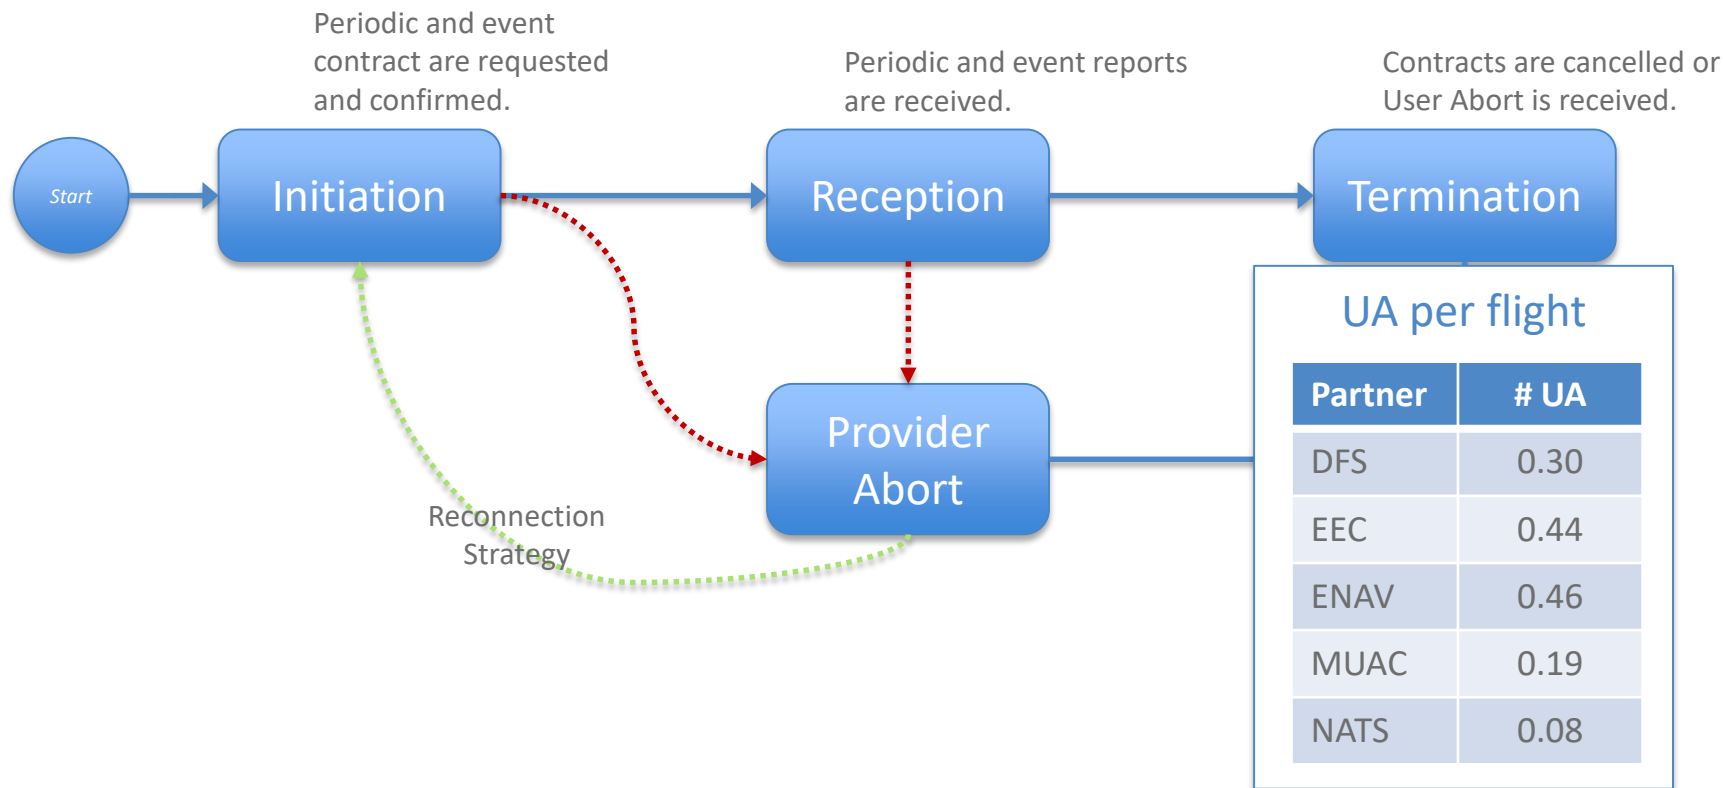 Periodic and event
contract are requested
and confirmed.
Periodic and event reports
are received.
Contracts are cancelled or
User Abort is received.
Start
Initiation
Reception
Termination
Provider
Abort
Reconnection
Strategy
UA per flight
Partner # UA
DFS 0.30
EEC 0.44
ENAV 0.46
MUAC 0.19
NATS 0.08